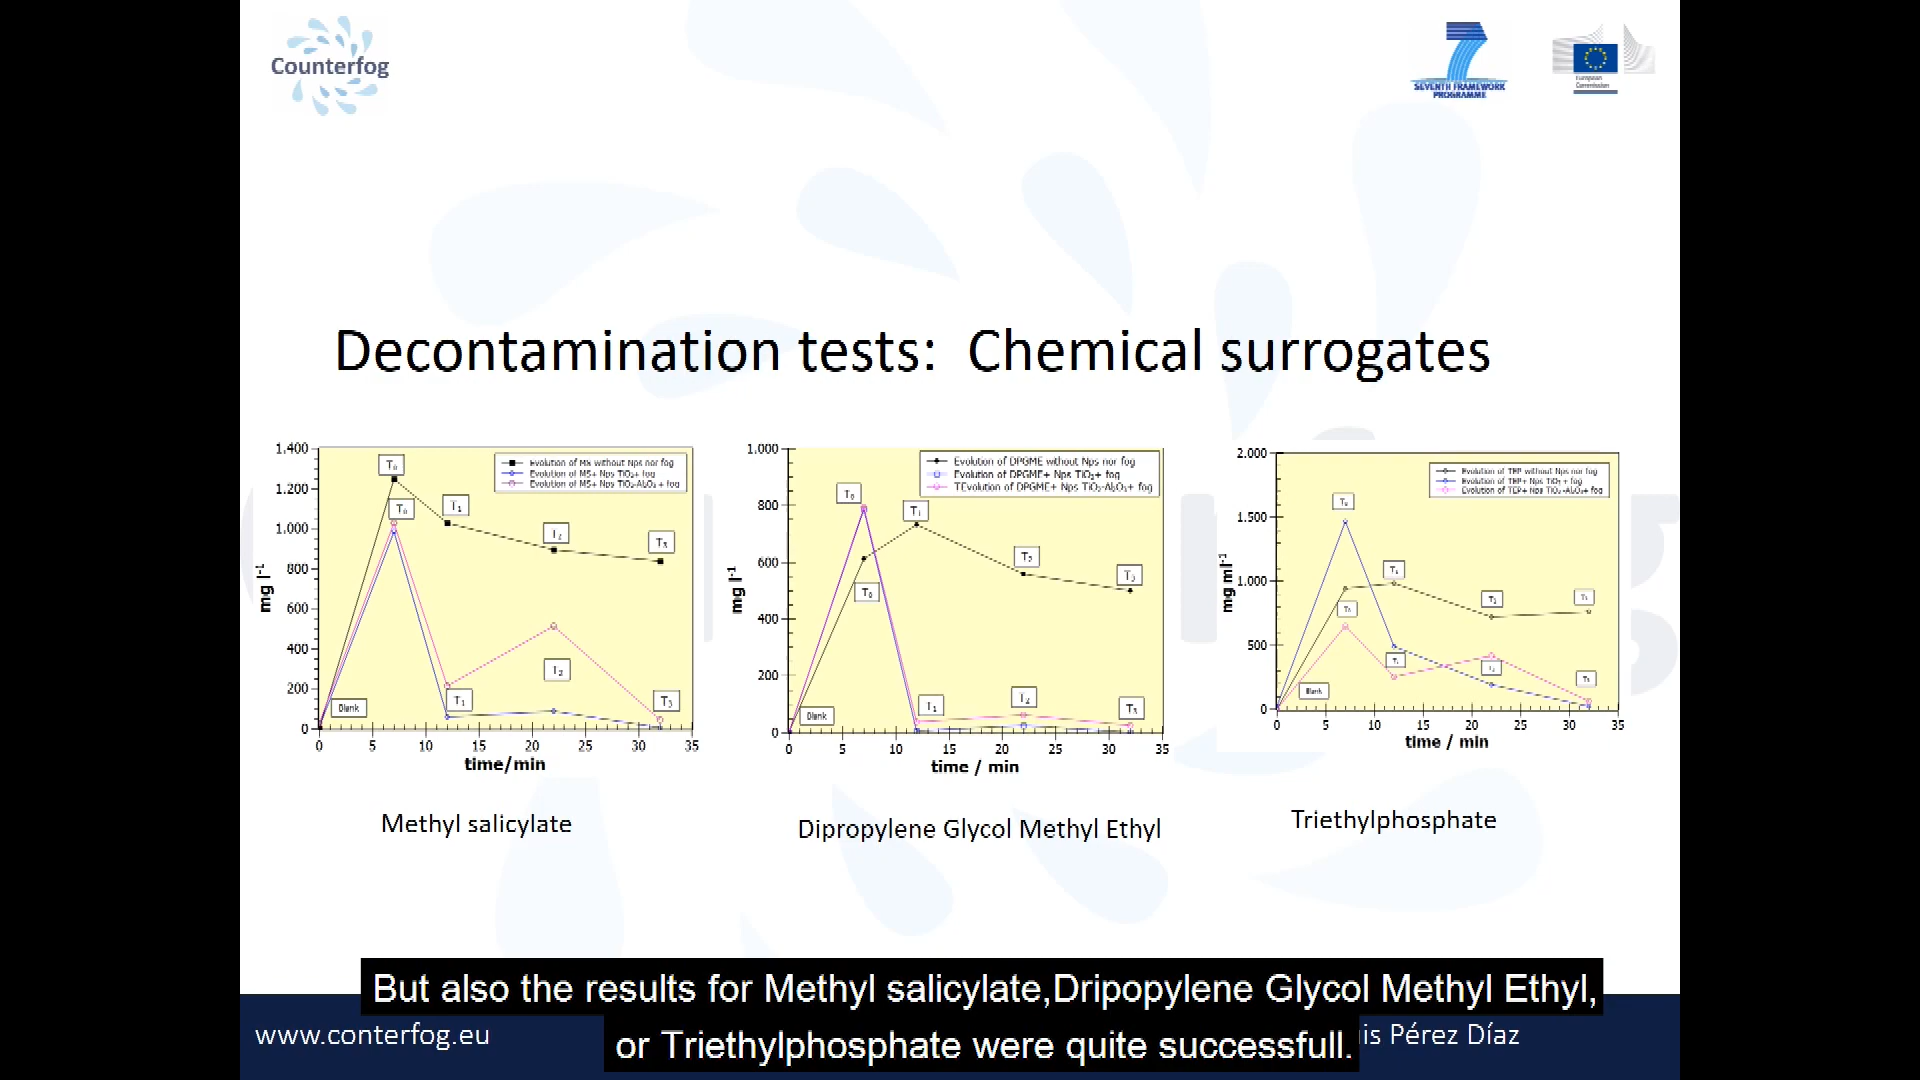 Counterfog
SEVENTH FRAMEWORK
PROGRAMME
European
Commission
Decontamination tests: Chemical surrogates
1.400
1.200
1.000
800
600
400
200
0
mg l-1
T0
T0
T1
T2
T3
Evolution of MS without Nps nor fog
Evolution of MS+ Nps TiO2+ fog
Evolution of MS+ Nps TiO2-Al2O3 + fog
Blank
T1
T2
T3
0 5 10 15 20 25 30 35
time/min
Methyl salicylate
1.000
800
600
400
200
0
mg l-1
T0
T1
T2
T3
Evolution of DPGME without Nps nor fog
Evolution of DPGME+ Nps TiO2+ fog
TEvolution of DPGME+ Nps TiO2-Al2O3+ fog
T0
Blank
T1
T2
T3
0 5 10 15 20 25 30 35
time / min
Dipropylene Glycol Methyl Ethyl
2.000
1.500
1.000
500
0
mg ml-1
Evolution of TEP without Nps nor fog
Evolution of TEP+ Nps TiO2 + fog
Evolution of TEP+ Nps TiO2-Al2O3+ fog
Blank
0 5 10 15 20 25 30 35
time / min
Triethylphosphate
But also the results for Methyl salicylate,Dripopylene Glycol Methyl Ethyl,
or Triethylphosphate were quite successfull.
www.conterfog.eu
is Pérez Díaz